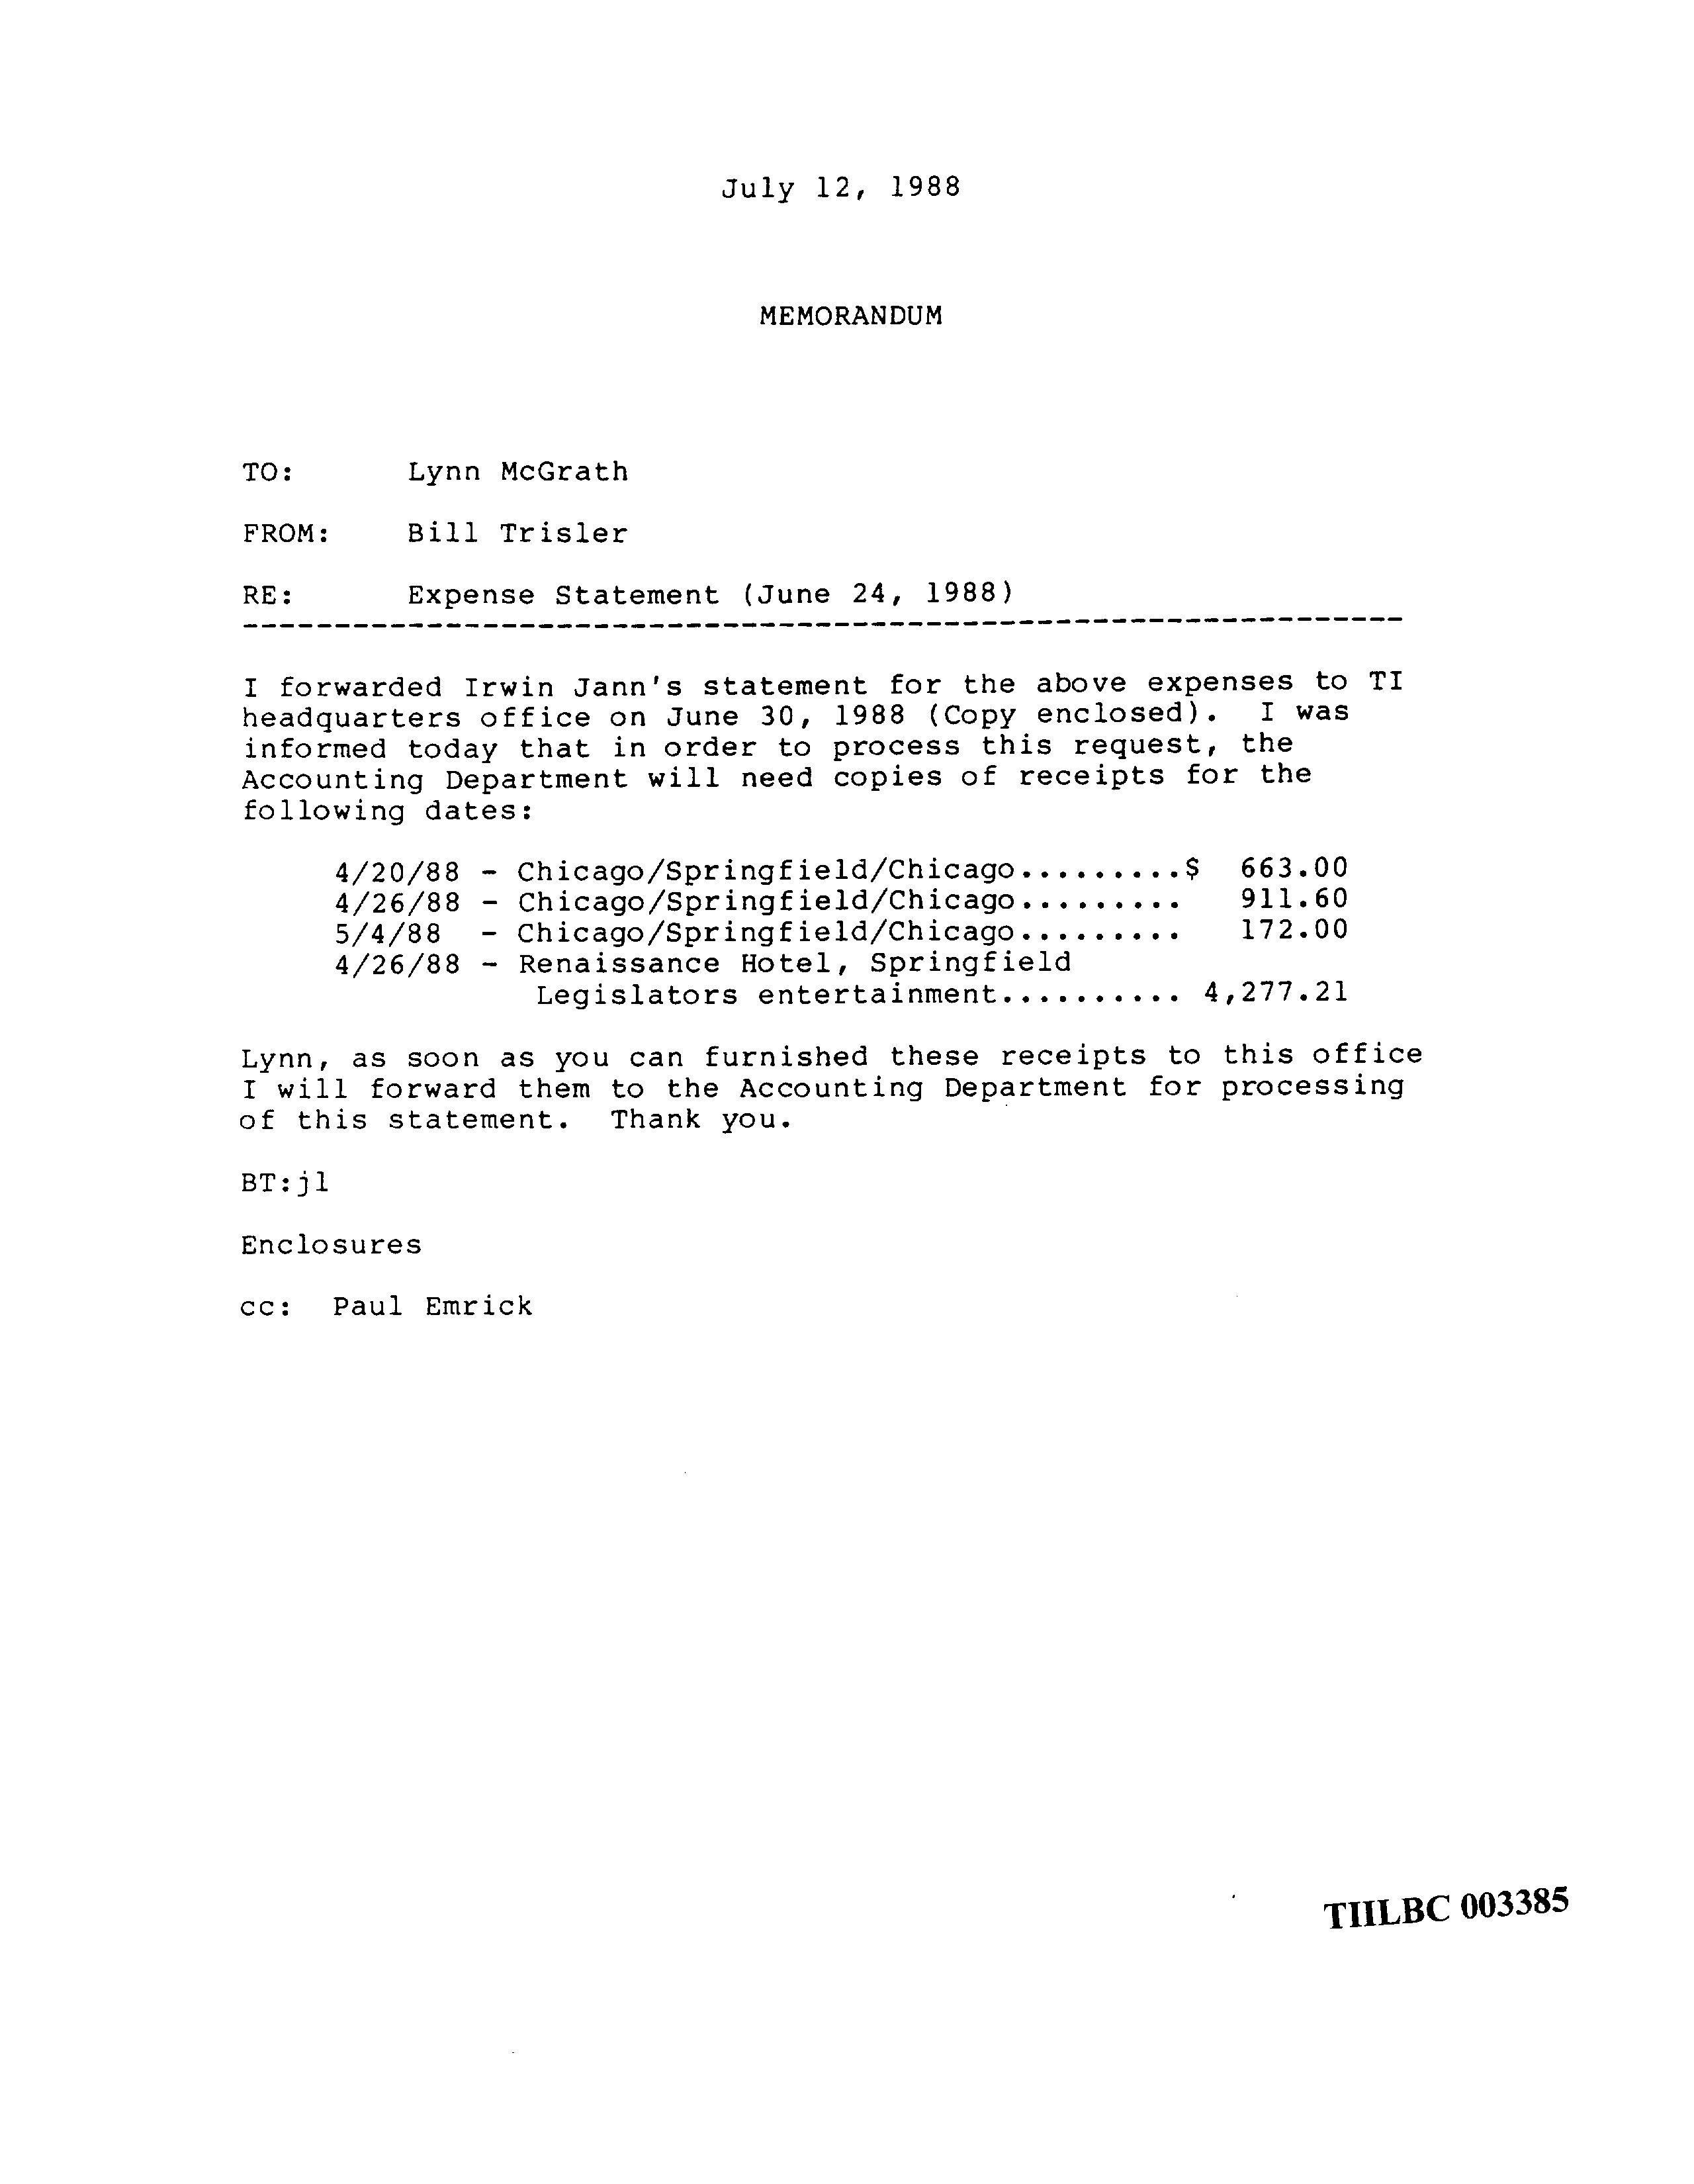 July 12, 1988
MEMORANDUM
TO: Lynn McGrath
FROM: Bill Trisler
RE: Expense Statement (June 24, 1988)
---------------------------------------------------------------
I forwarded Irwin Jann's statement for the above expenses to TI
headquarters office on June 30, 1988 (Copy enclosed). I was
informed today that in order to process this request, the
Accounting Department will need copies of receipts for the
following dates:
4/20/88 - Chicago/Springfield/Chicago.........$ 663.00
4/26/88 - Chicago/Springfield/Chicago......... 911.60
5/4/88 - Chicago/Springfield/Chicago......... 172.00
4/26/88 - Renaissance Hotel, Springfield
Legislators entertainment.......... 4,277.21
Lynn, as soon as you can furnished these receipts to this office
I will forward them to the Accounting Department for processing
of this statement. Thank you.
BT:jl
Enclosures
cc: Paul Emrick
TIILBC 003385